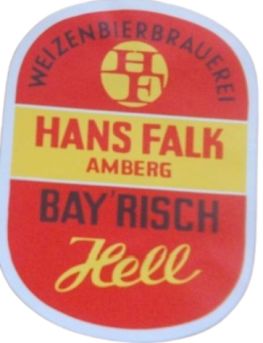 WEIZENBIERBRAUEREI
HF
HANS FALK
AMBERG
BAY'RISCH
Hell